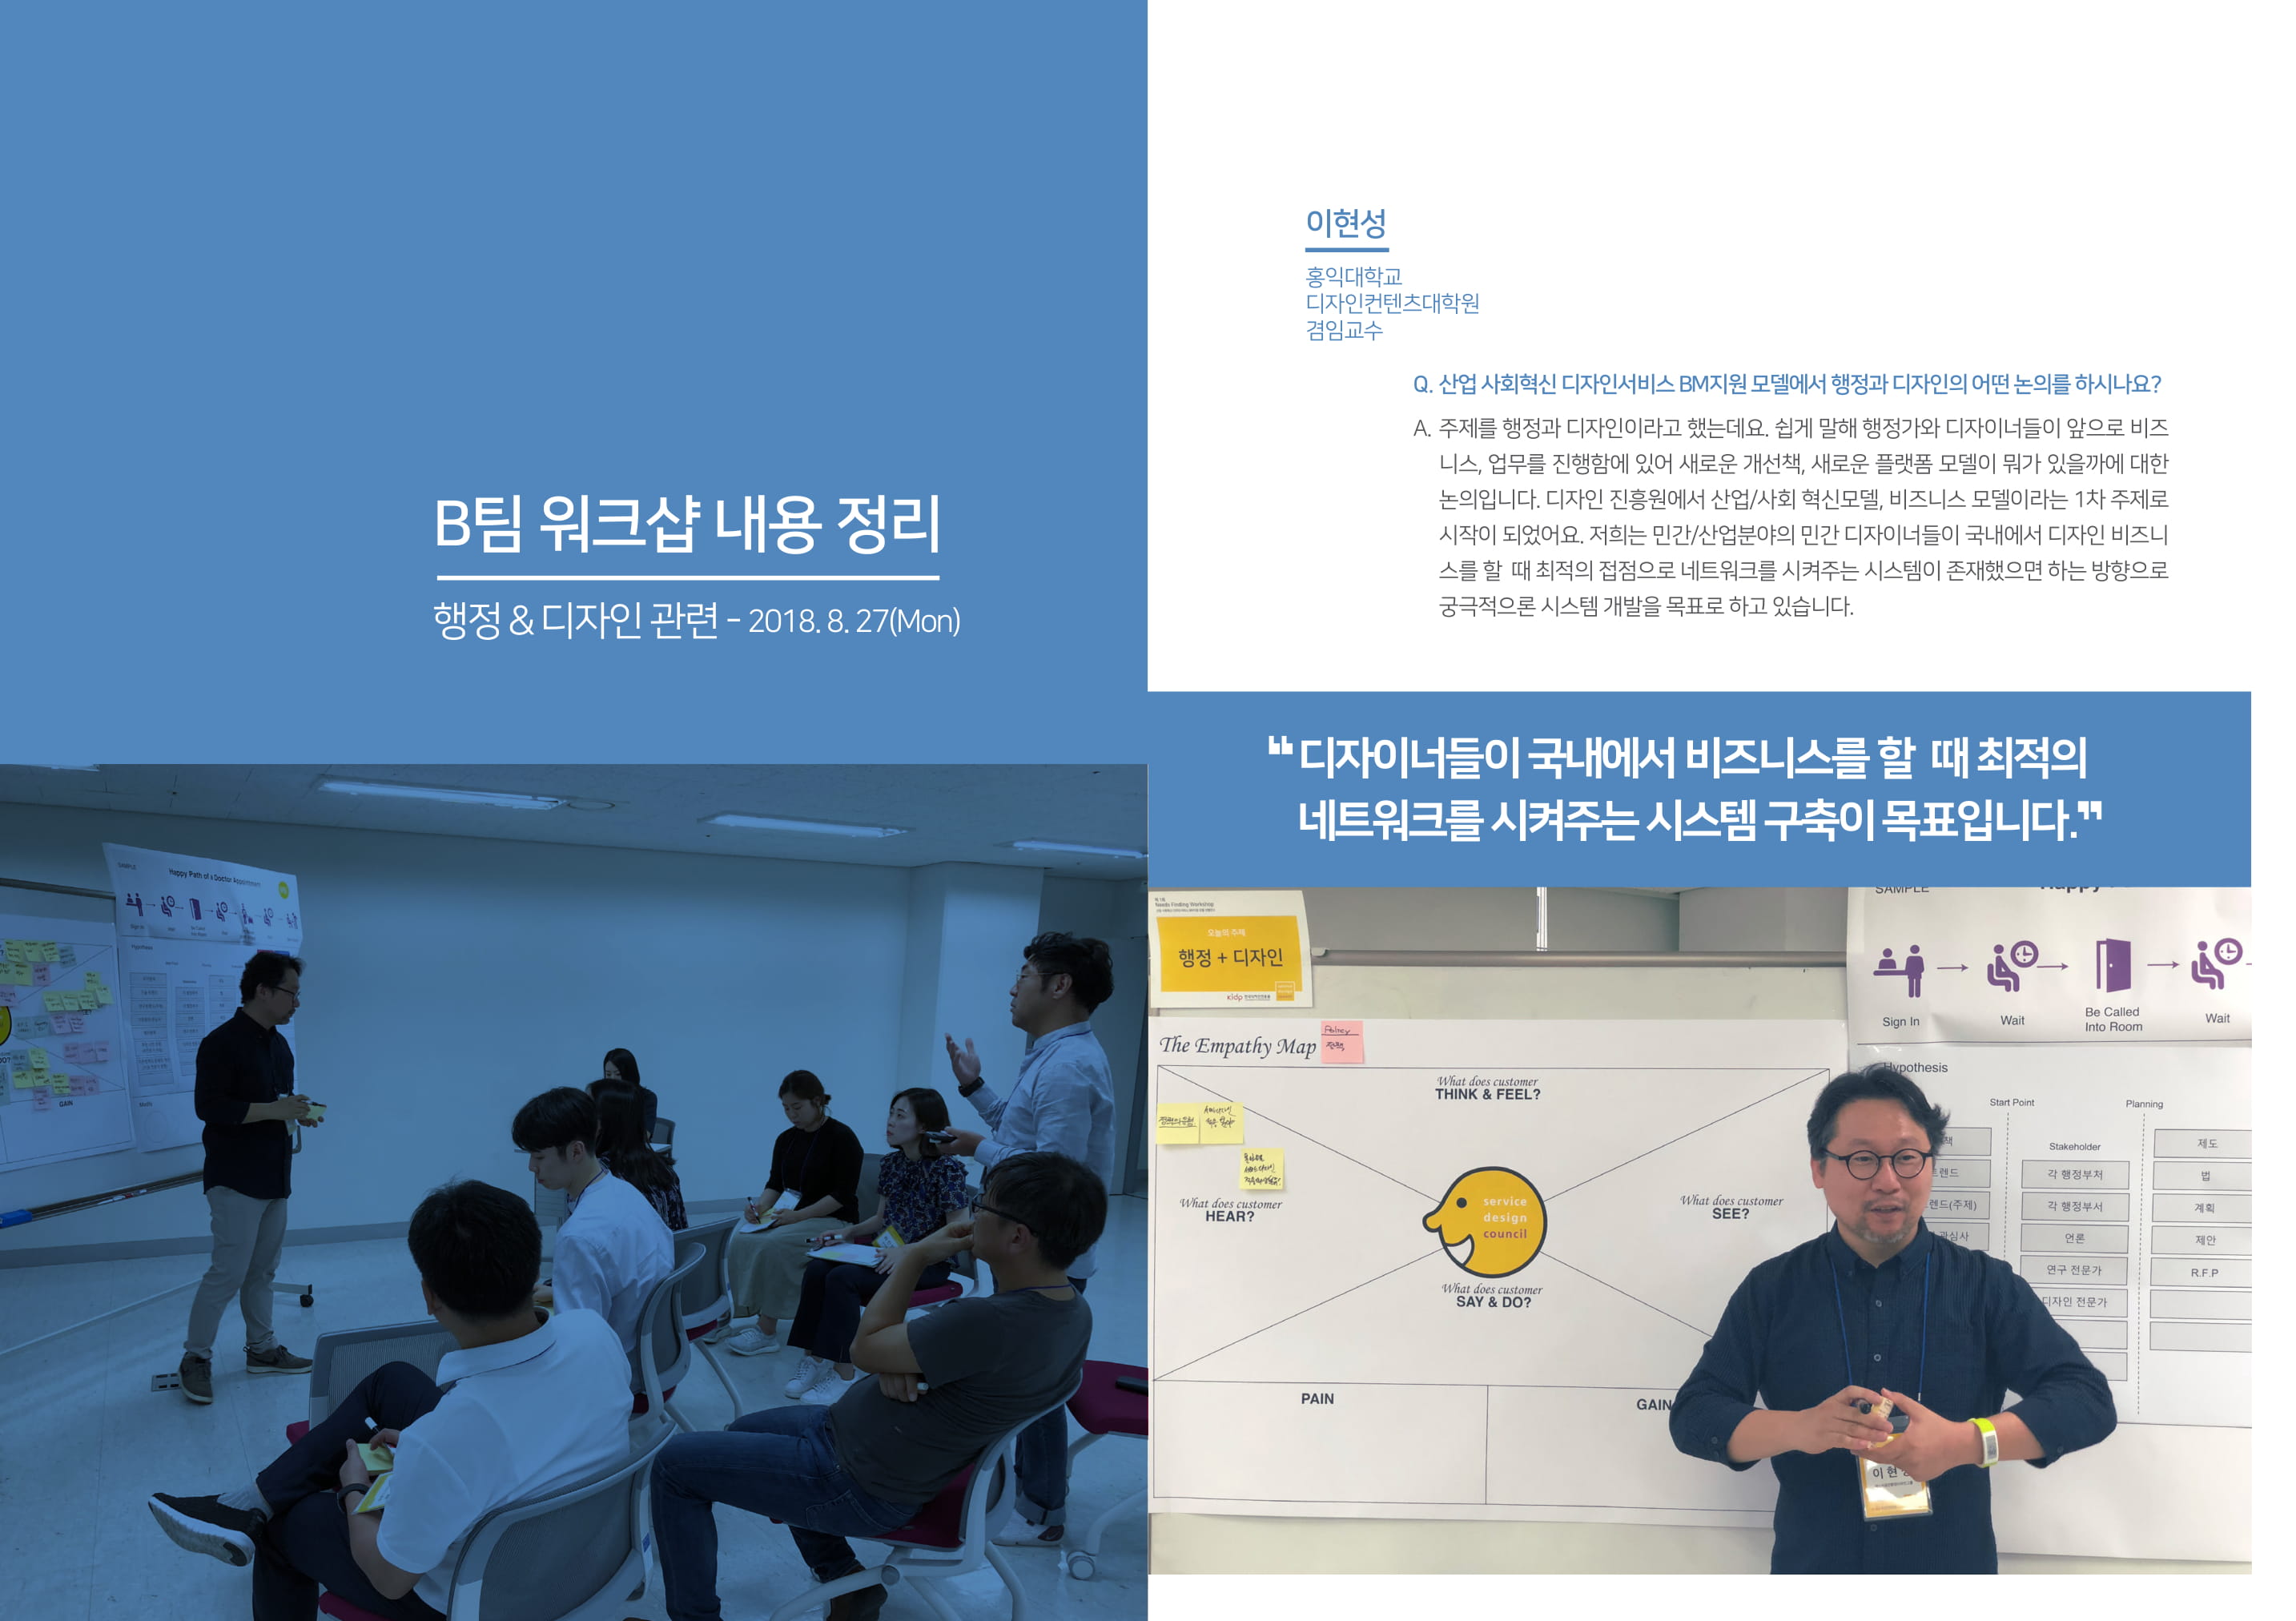 B팀 워크샵 내용 정리
행정 & 디자인 관련 - 2018. 8. 27(Mon)
Happy Path of a Doctor Appointment
GAIN
이현성
홍익대학교
디자인컨텐츠대학원
겸임교수
Q. 산업 사회혁신 디자인서비스 BM지원 모델에서 행정과 디자인의 어떤 논의를 하시나요?
A. 주제를 행정과 디자인이라고 했는데요. 쉽게 말해 행정가와 디자이너들이 앞으로 비즈
니스, 업무를 진행함에 있어 새로운 개선책, 새로운 플랫폼 모델이 뭐가 있을까에 대한
논의입니다. 디자인 진흥원에서 산업/사회 혁신모델, 비즈니스 모델이라는 1차 주제로
시작이 되었어요. 저희는 민간/산업분야의 민간 디자이너들이 국내에서 디자인 비즈니
스를 할 때 최적의 접점으로 네트워크를 시켜주는 시스템이 존재했으면 하는 방향으로
궁극적으론 시스템 개발을 목표로 하고 있습니다.
“디자이너들이 국내에서 비즈니스를 할 때 최적의
네트워크를 시켜주는 시스템 구축이 목표입니다.”
Needs Finding Workshop
오늘의 주제
행정 + 디자인
kidp
SAMPLE
Sign In
Wait
Be Called
Into Room
Wait
The Empathy Map
Policy
정책
What does customer
THINK & FEEL?
What does customer
HEAR?
service
design
council
What does customer
SEE?
What does customer
SAY & DO?
PAIN
GAIN
Hypothesis
Start Point
Planning
Stakeholder
각 행정부처
각 행정부서
언론
연구 전문가
디자인 전문가
제도
법
계획
제안
R.F.P
이현